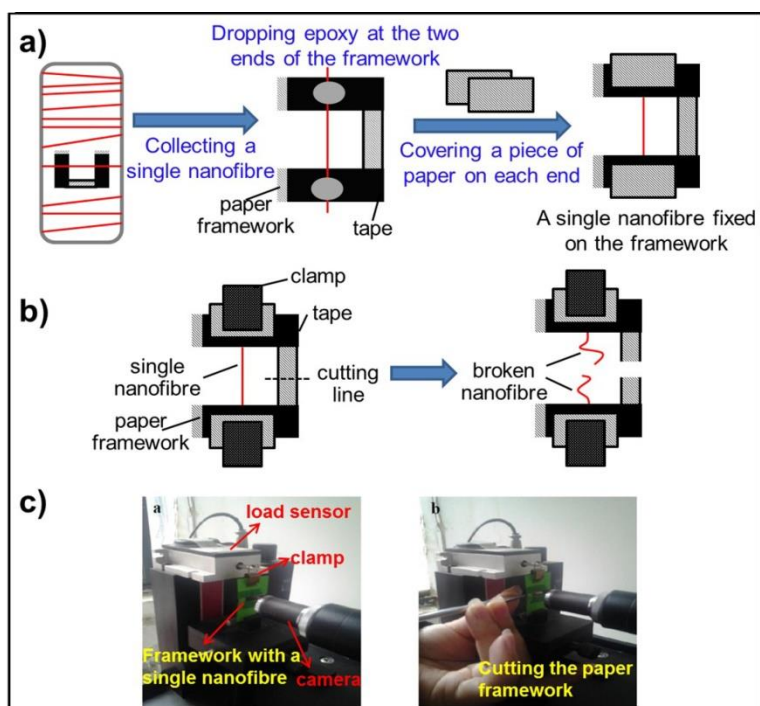 a)
Dropping epoxy at the two
ends of the framework
Collecting a
single nanofibre
Covering a piece of
paper on each end
paper
framework
tape
A single nanofibre fixed
on the framework
b)
clamp
tape
single
nanofibre
cutting
line
paper
framework
broken
nanofibre
c)
a
load sensor
clamp
Framework with a
single nanofibre
camera
b
Cutting the paper
framework